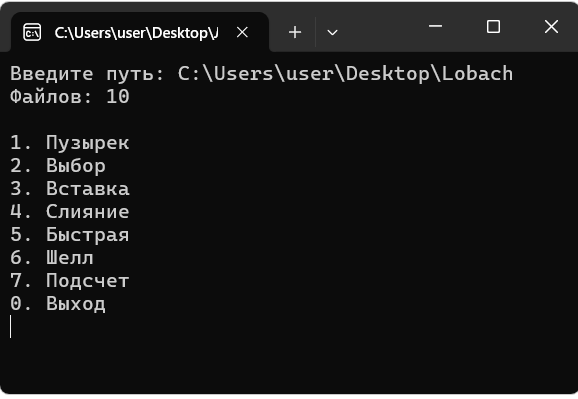 C:\Users\user\Desktop\
Введите путь: C:\Users\user\Desktop\Lobach
Файлов: 10
1. Пузырек
2. Выбор
3. Вставка
4. Слияние
5. Быстрая
6. Шелл
7. Подсчет
0. Выход